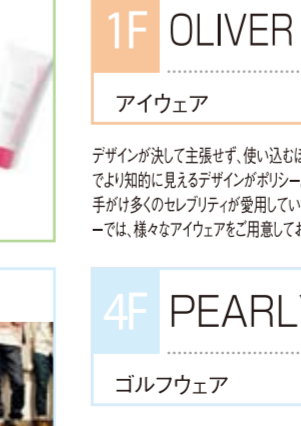 1F OLIVER
アイウェア
デザインが決して主張せず、使い込むほ
でより知的に見えるデザインがポリシー
手がけ多くのセレブリティが愛用してい
ーでは、様々なアイウェアをご用意してお
4F PEARLY
ゴルフウェア